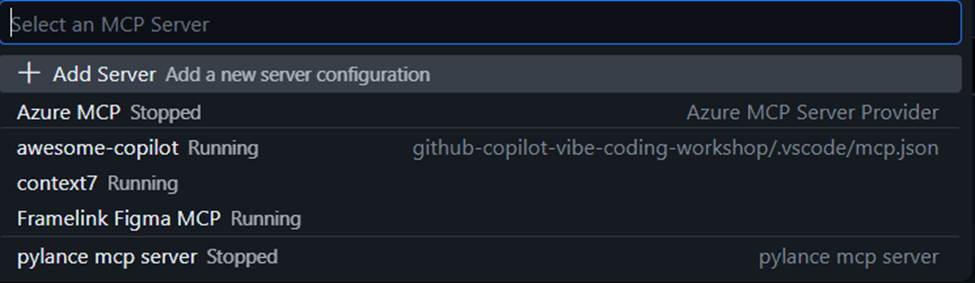 Select an MCP Server
+ Add Server Add a new server configuration
Azure MCP Stopped Azure MCP Server Provider
awesome-copilot Running github-copilot-vibe-coding-workshop/.vscode/mcp.json
context7 Running
Framelink Figma MCP Running
pylance mcp server Stopped pylance mcp server